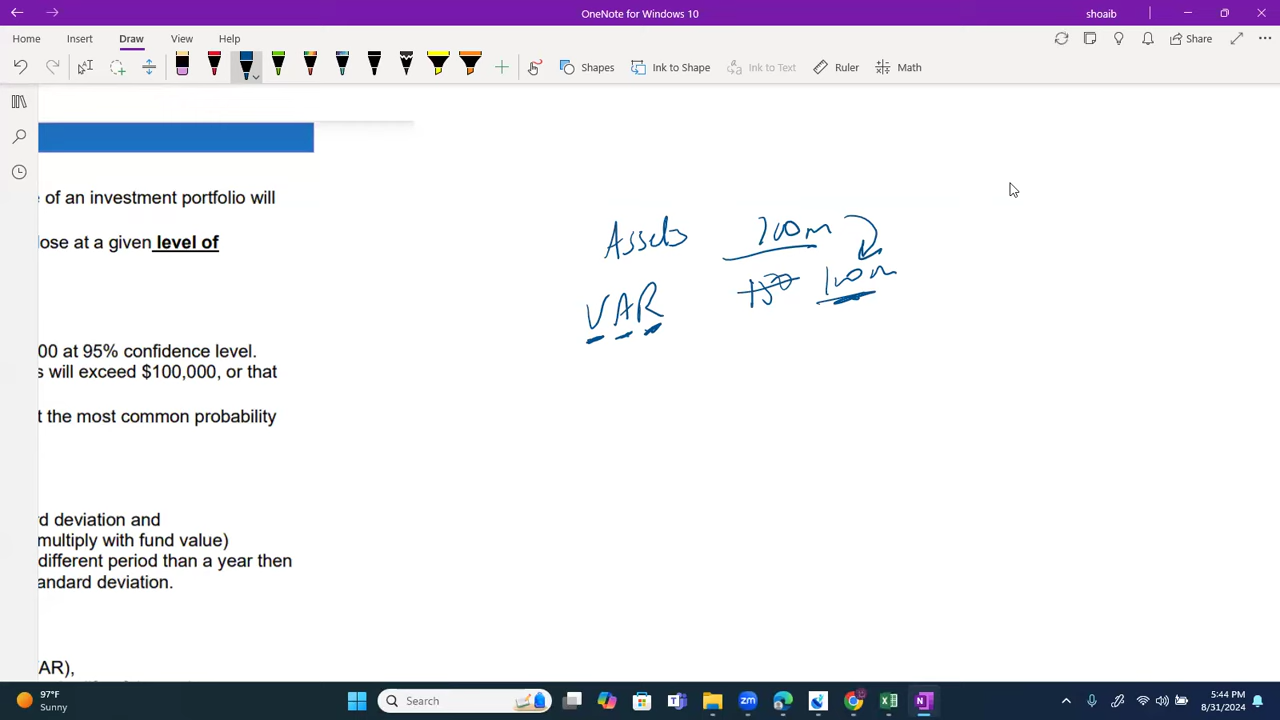 OneNote for Windows 10
shoaib
Home Insert Draw View Help
Share
Shapes Ink to Shape Ink to Text Ruler Math
e of an investment portfolio will
lose at a given level of
00 at 95% confidence level.
s will exceed $100,000, or that
t the most common probability
rd deviation and
multiply with fund value)
different period than a year then
andard deviation.
AR),
Assets
VAR 100m
97°F
Sunny
Search
5:44 PM
8/31/2024